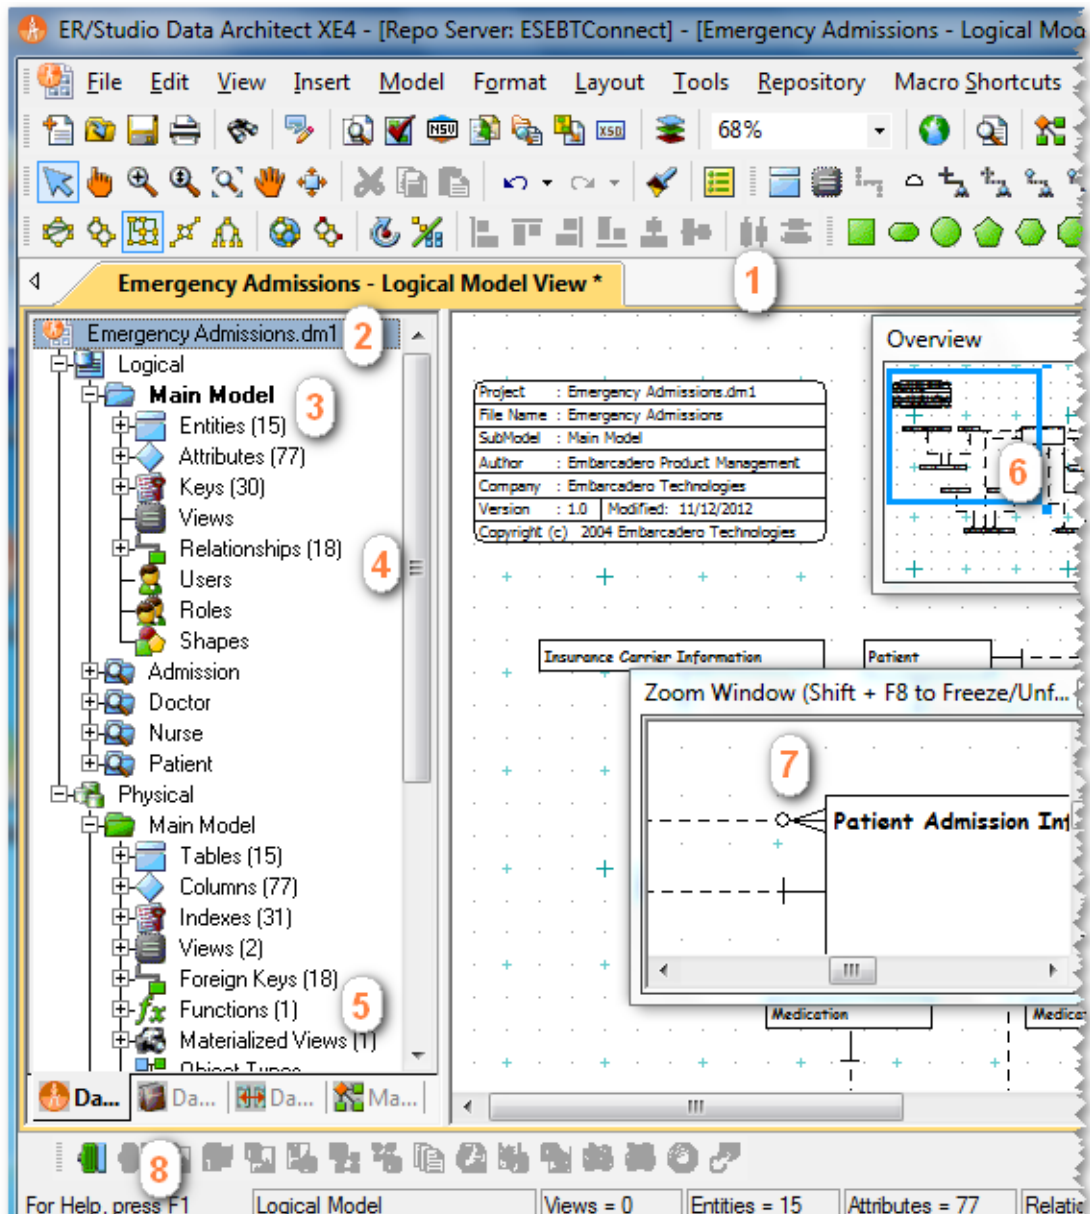 ER/Studio Data Architect XE4 - [Repo Server: ESEBTConnect] - [Emergency Admissions - Logical Mod
File Edit View Insert Model Format Layout Tools Repository Macro Shortcuts
NSU XSD 68%
Emergency Admissions - Logical Model View *
1
Emergency Admissions.dm1
2
Logical
Main Model
3
Entities (15)
Attributes (77)
Keys (30)
Views
Relationships (18)
4
Users
Roles
Shapes
Admission
Doctor
Nurse
Patient
Physical
Main Model
Tables (15)
Columns (77)
Indexes (31)
Views (2)
Foreign Keys (18)
5
Functions (1)
Materialized Views (1)
Object Types
Da... Da... Da... Ma...
Project : Emergency Admissions.dm1
File Name : Emergency Admissions
SubModel : Main Model
Author : Embarcadero Product Management
Company : Embarcadero Technologies
Version : 1.0 Modified: 11/12/2012
Copyright (c) 2004 Embarcadero Technologies
Overview
6
Insurance Carrier Information
Patient
Zoom Window (Shift + F8 to Freeze/Unf...
7
Patient Admission Inf
Medication
Medica
8
For Help, press F1 Logical Model Views = 0 Entities = 15 Attributes = 77 Relatio